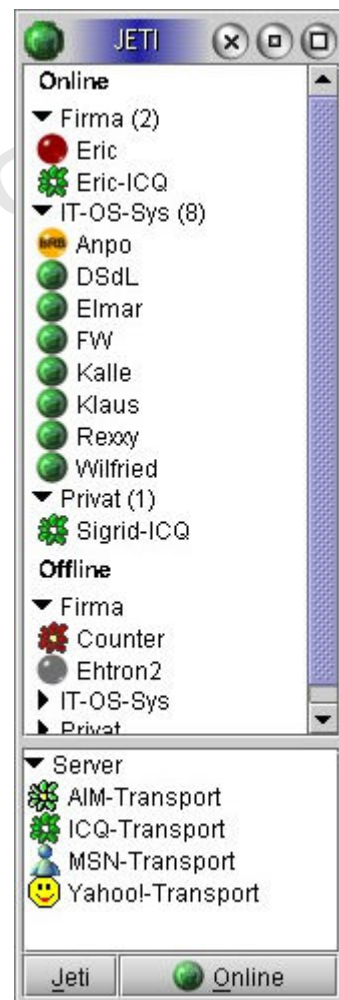 JETI
Online
Firma (2)
Eric
Eric-ICQ
IT-OS-Sys (8)
BRB Anpo
DSdL
Elmar
FW
Kalle
Klaus
Rexxy
Wilfried
Privat (1)
Sigrid-ICQ
Offline
Firma
Counter
Ehtron2
IT-OS-Sys
Privat
Server
AIM-Transport
ICQ-Transport
MSN-Transport
Yahoo!-Transport
Jeti Online